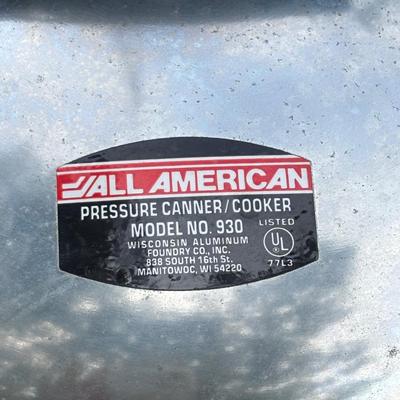 ALL AMERICAN
PRESSURE CANNER/COOKER
MODEL NO. 930
LISTED
WISCONSIN ALUMINUM
FOUNDRY CO., INC.
UL
838 SOUTH 16th St.
77L3
MANITOWOC, WI 54220